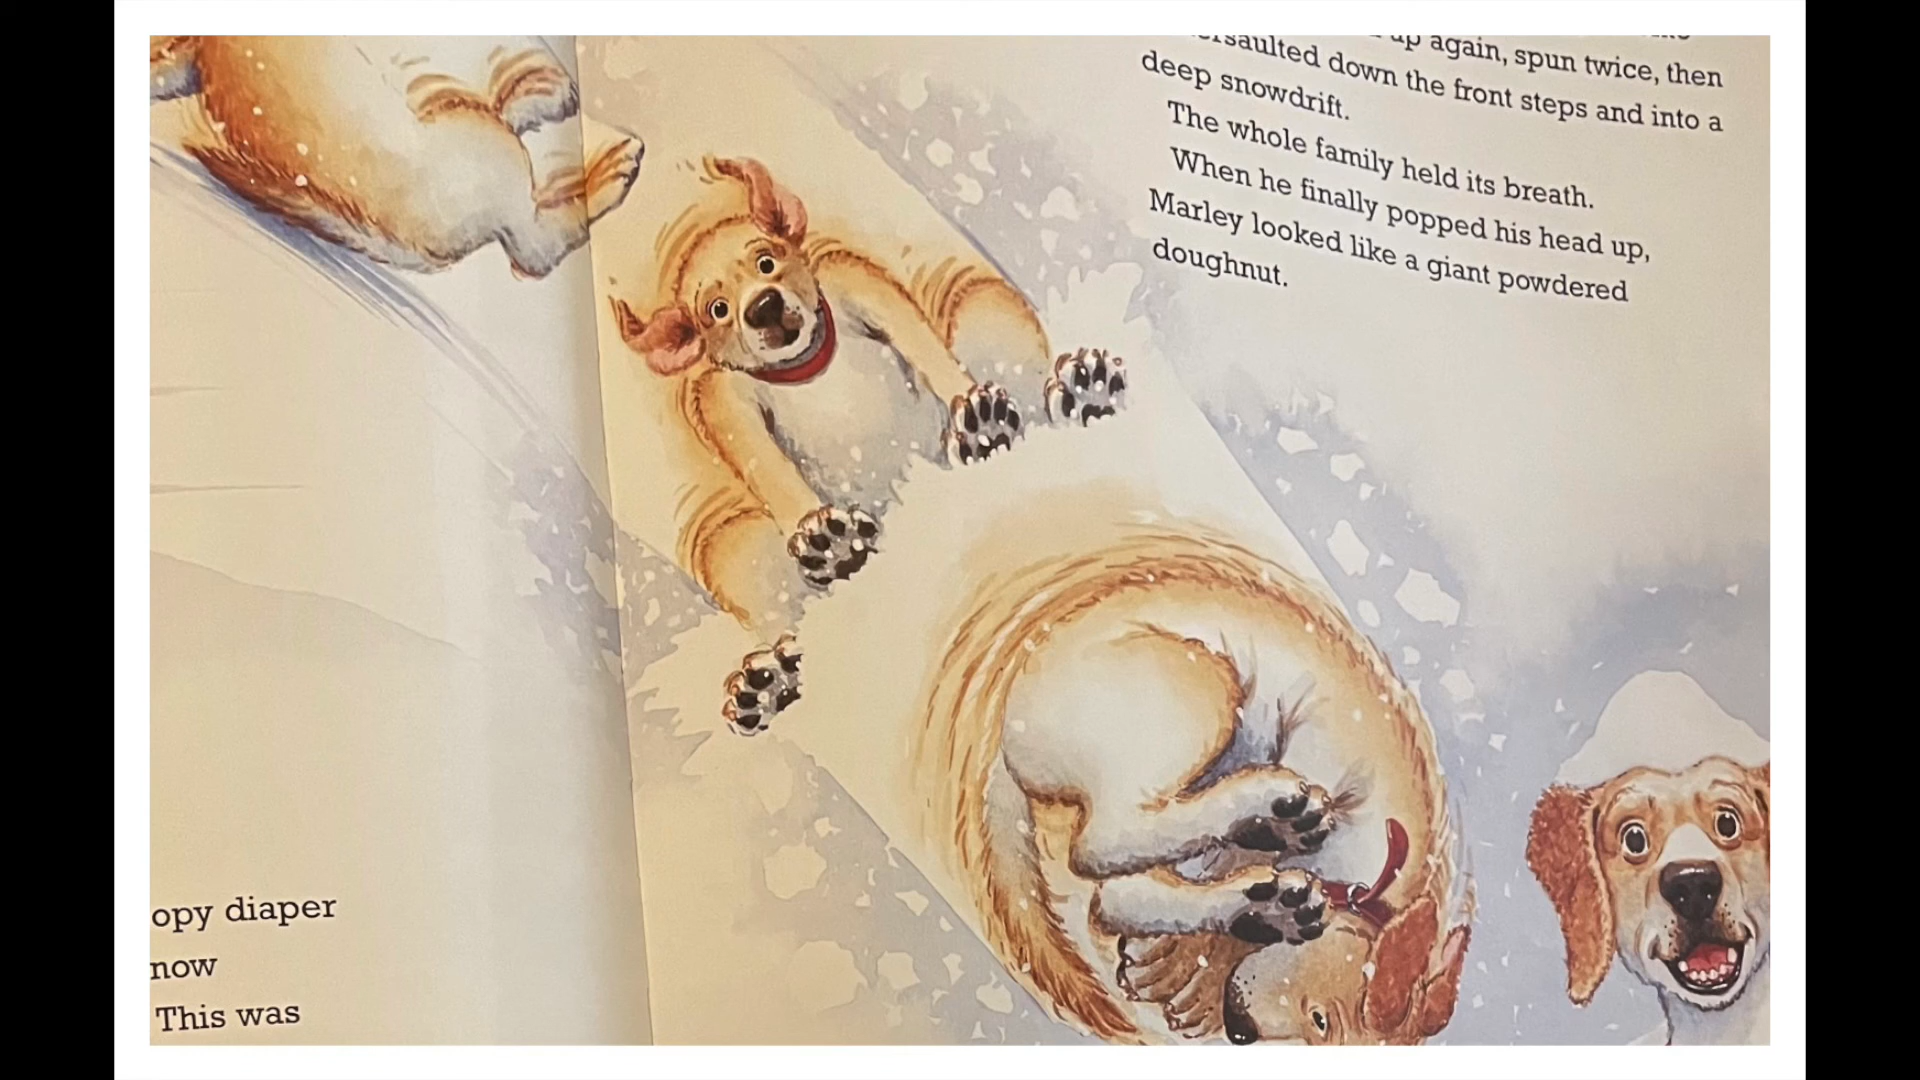 opy diaper
now
This was
up again, spun twice, then
ersaulted down the front steps and into a
deep snowdrift.
The whole family held its breath.
When he finally popped his head up,
Marley looked like a giant powdered
doughnut.